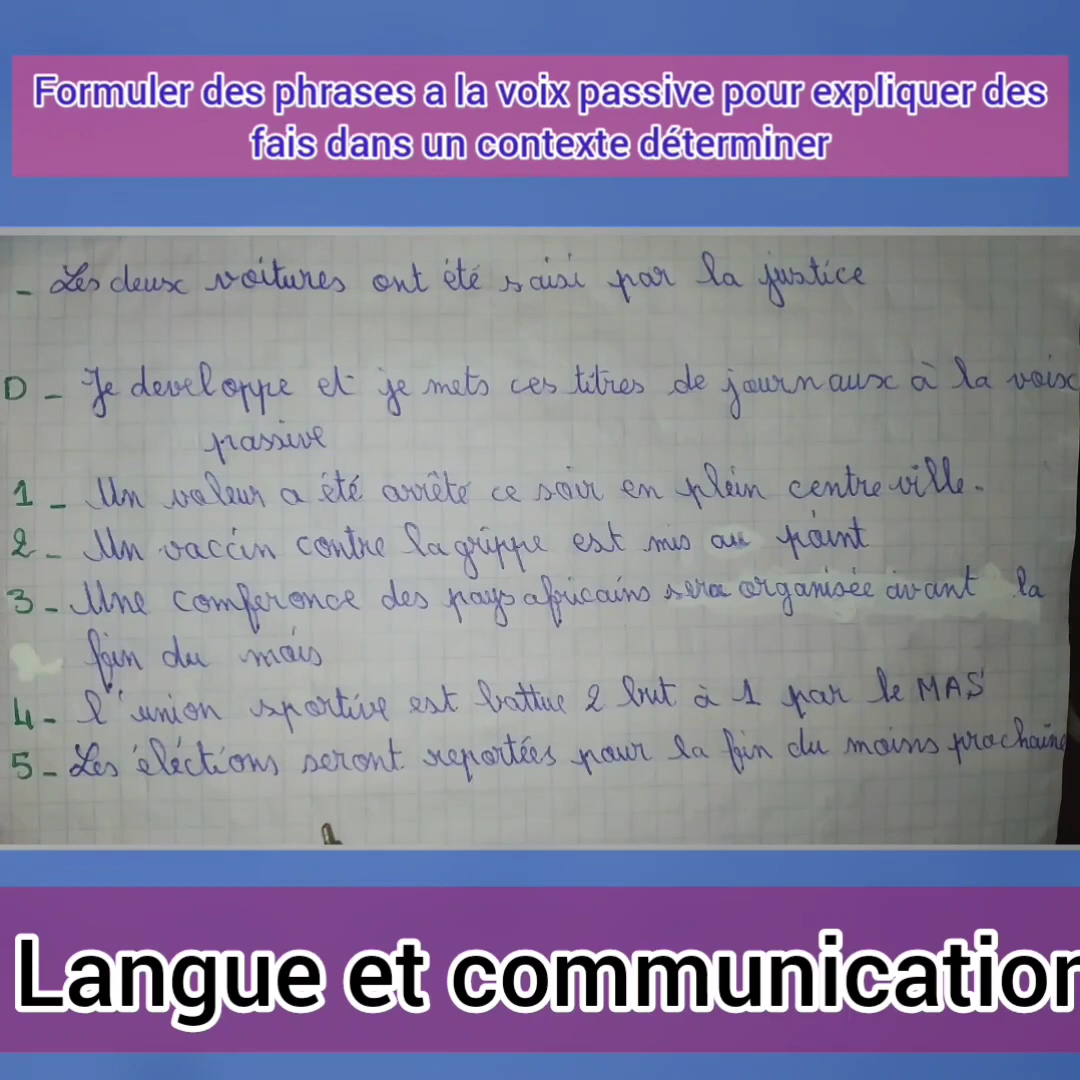 Formuler des phrases a la voix passive pour expliquer des
fais dans un contexte déterminer
- Les deux voitures ont été saisi par la justice
D - Je developpe et je mets ces titres de journaux à la voix
passive
1 - Un voleur a été arrêté ce soir en plein centre ville.
2 - Un vaccin contre la grippe est mis au point
3 - Une conference des pays africains sera organisée avant la
fin du mois
4 - l'union sportive est battue 2 but à 1 par le MAS
5 - Les éléctions seront reportées pour la fin du moins prochaine
Langue et communication